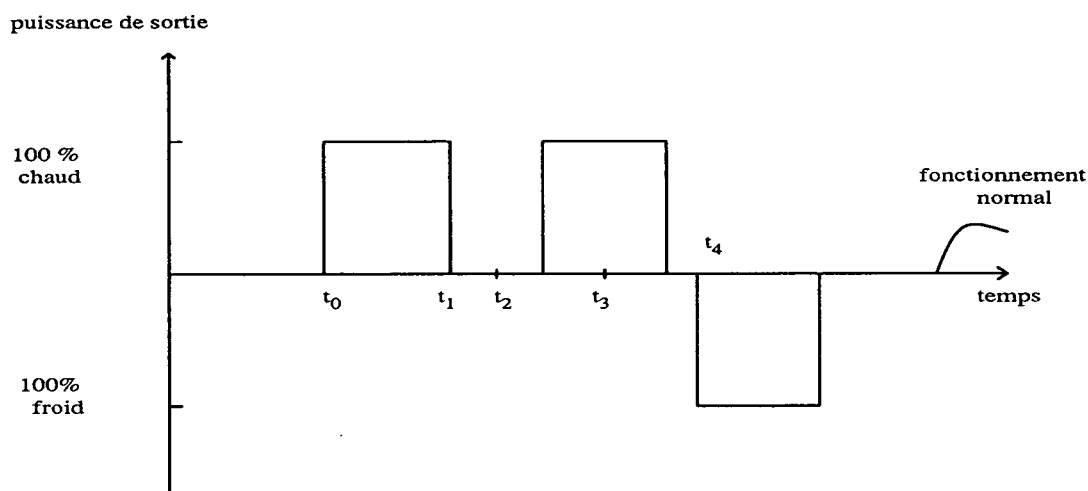 puissance de sortie
100 %
chaud
fonctionnement
normal
t4
t0
t1
t2
t3
temps
100%
froid